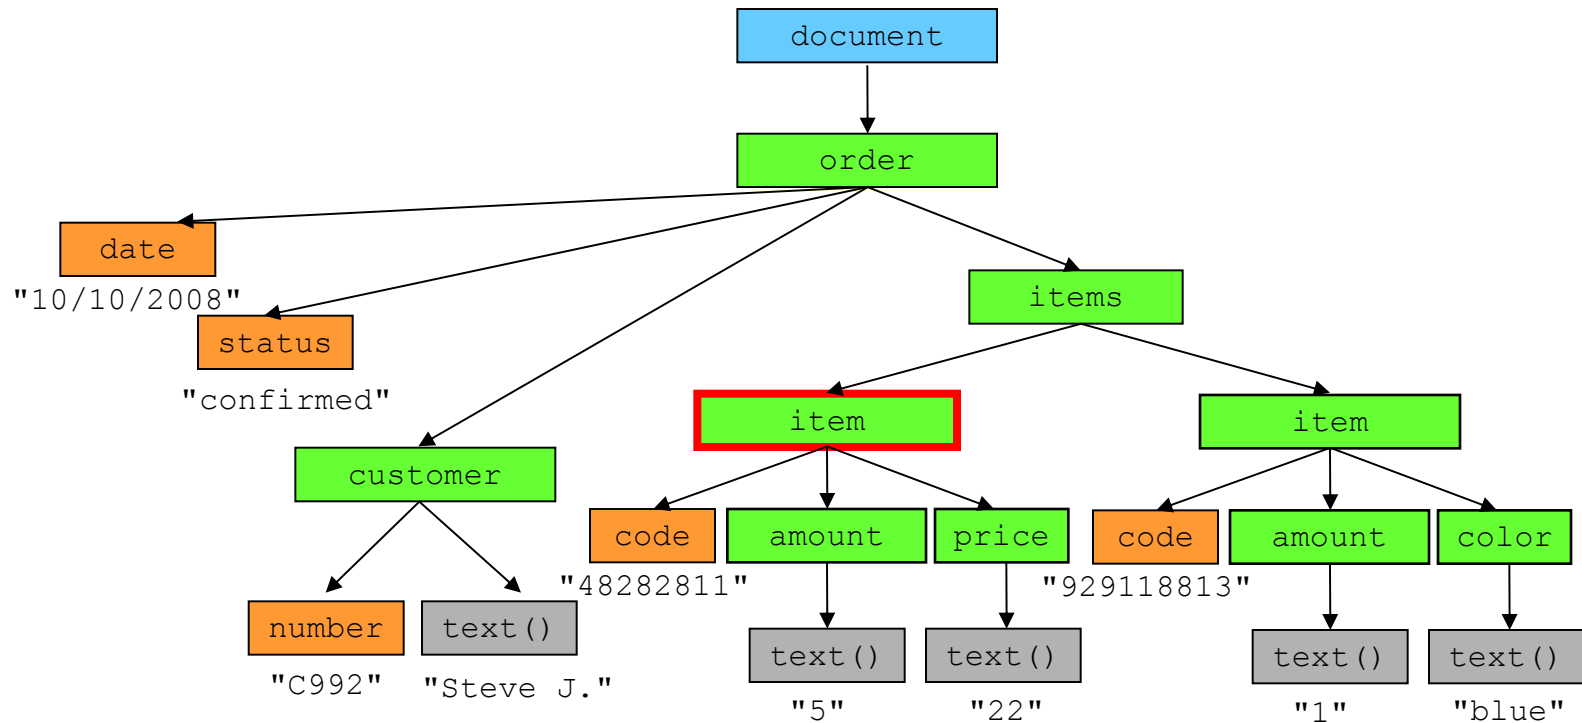 document
order
date
"10/10/2008"
items
status
"confirmed"
item
item
customer
code
amount
price
code
amount
color
"48282811"
"929118813"
number
text()
text()
text()
text()
text()
"C992"
"Steve J."
"5"
"22"
"1"
"blue"